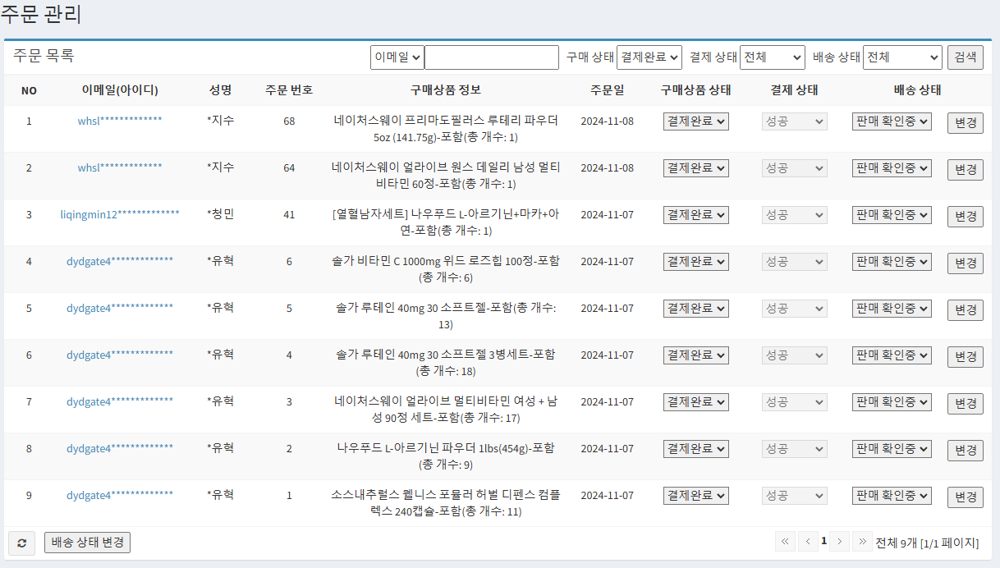 주문 관리
주문 목록 이메일 구매 상태 결제완료 결제 상태 전체 배송 상태 전체 검색
NO 이메일(아이디) 성명 주문 번호 구매상품 정보 주문일 구매상품 상태 결제 상태 배송 상태
1 whsl************* *지수 68 네이처스웨이 프리마도필러스 루테리 파우더 2024-11-08 결제완료 성공 판매 확인중 변경
5oz (141.75g)-포함(총 개수: 1)
2 whsl************* *지수 64 네이처스웨이 얼라이브 원스 데일리 남성 멀티 2024-11-08 결제완료 성공 판매 확인중 변경
비타민 60정-포함(총 개수: 1)
3 liqingmin12************* *청민 41 [열혈남자세트] 나우푸드 L-아르기닌+마카+아 2024-11-07 결제완료 성공 판매 확인중 변경
연-포함(총 개수: 1)
4 dydgate4************* *유혁 6 솔가 비타민 C 1000mg 위드 로즈힙 100정-포함 2024-11-07 결제완료 성공 판매 확인중 변경
(총 개수: 6)
5 dydgate4************* *유혁 5 솔가 루테인 40mg 30 소프트젤-포함(총 개수: 2024-11-07 결제완료 성공 판매 확인중 변경
13)
6 dydgate4************* *유혁 4 솔가 루테인 40mg 30 소프트젤 3병세트-포함 2024-11-07 결제완료 성공 판매 확인중 변경
(총 개수: 18)
7 dydgate4************* *유혁 3 네이처스웨이 얼라이브 멀티비타민 여성 + 남 2024-11-07 결제완료 성공 판매 확인중 변경
성 90정 세트-포함(총 개수: 17)
8 dydgate4************* *유혁 2 나우푸드 L-아르기닌 파우더 1lbs(454g)-포함 2024-11-07 결제완료 성공 판매 확인중 변경
(총 개수: 9)
9 dydgate4************* *유혁 1 소스내추럴스 웰니스 포뮬러 허벌 디펜스 컴플 2024-11-07 결제완료 성공 판매 확인중 변경
렉스 240캡슐-포함(총 개수: 11)
배송 상태 변경 « ‹ 1 › » 전체 9개 [1/1 페이지]